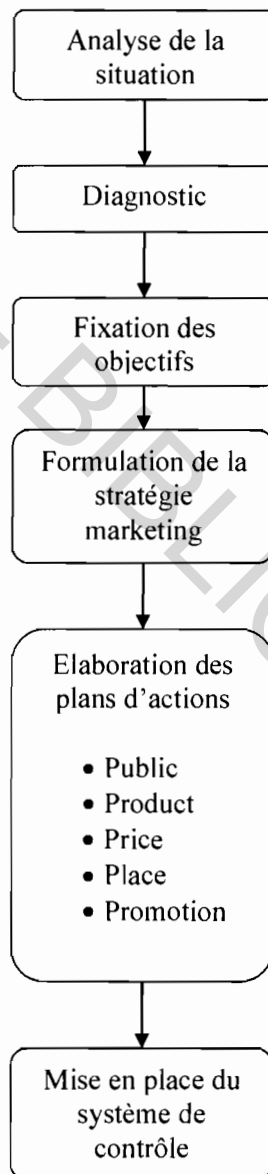 Analyse de la
situation
Diagnostic
Fixation des
objectifs
Formulation de la
stratégie
marketing
Elaboration des
plans d'actions
• Public
• Product
• Price
• Place
• Promotion
Mise en place du
système de
contrôle